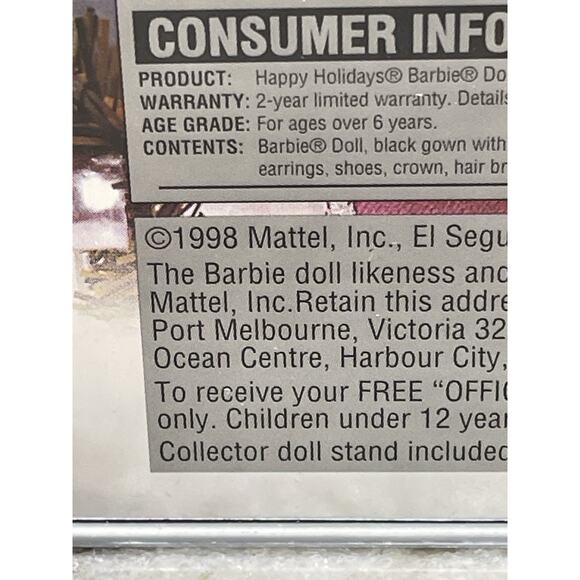 CONSUMER INFO
PRODUCT: Happy Holidays® Barbie® Do
WARRANTY: 2-year limited warranty. Details
AGE GRADE: For ages over 6 years.
CONTENTS: Barbie® Doll, black gown with
earrings, shoes, crown, hair br
©1998 Mattel, Inc., El Segu
The Barbie doll likeness and
Mattel, Inc.Retain this addre
Port Melbourne, Victoria 32
Ocean Centre, Harbour City,
To receive your FREE “OFFIC
only. Children under 12 year
Collector doll stand included